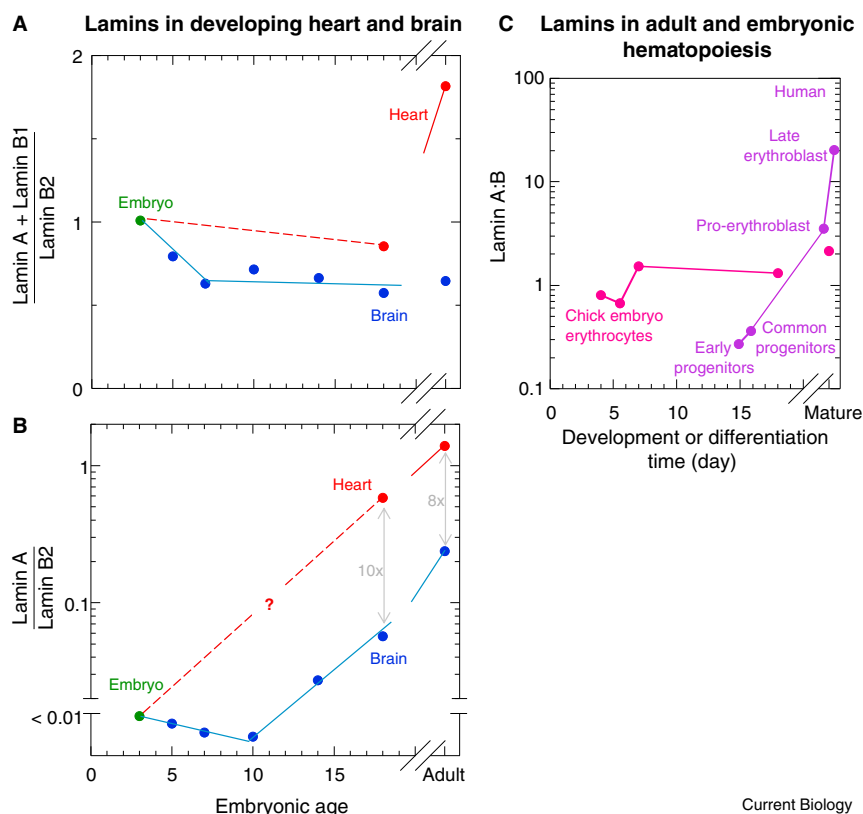 A
Lamins in developing heart and brain
2
1
0
Lamin A + Lamin B1
Lamin B2
Embryo
Heart
Brain
B
1
0.1
< 0.01
Lamin A
Lamin B2
Heart
?
10x
8x
Brain
Embryo
0 5 10 15 Adult
Embryonic age
C
Lamins in adult and embryonic
hematopoiesis
100
10
1
0.1
Lamin A:B
Human
Late
erythroblast
Pro-erythroblast
Chick embryo
erythrocytes
Early
progenitors
Common
progenitors
0 5 15 Mature
Development or differentiation
time (day)
Current Biology